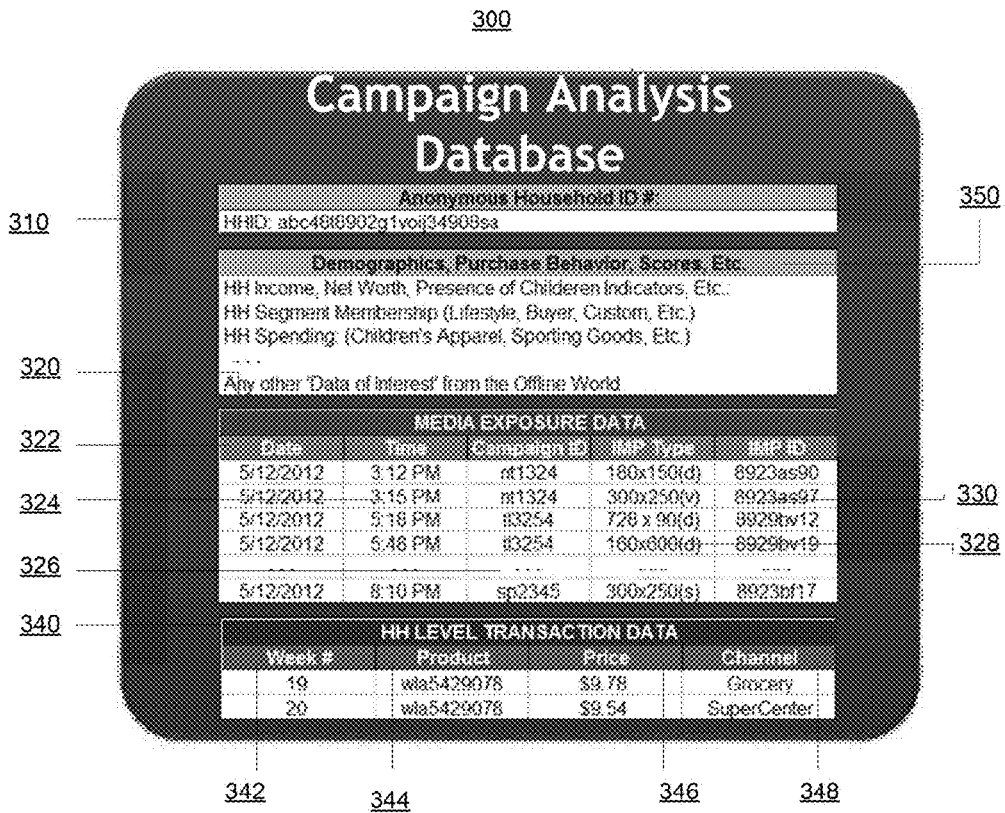 300
Campaign Analysis
Database
Anonymous Household ID #:
310
350
HHID:
Demographics, Purchase Behavior, Scores, Etc.
HH Income, Net Worth, Presence of Childeren Indicators, Etc.:
HH Segment Membership (Lifestyle, Buyer, Custom, Etc.)
HH Spending: (Children's Apparel, Sporting Goods, Etc.)
...
320
Any other 'Data of Interest' from the Offline World
MEDIA EXPOSURE DATA
322
Date Time Campaign ID IMP Type IMP ID
5/12/2012 3:12 PM nt1324 160x150(d) 8923as90
324 5/12/2012 3:15 PM nt1324 300x250(v) 8923as97 330
5/12/2012 5:16 PM tl3254 728 x 90(d) 8929bv12
5/12/2012 5:46 PM tl3254 160x600(d) 8929bv19 328
326 ... ... ... ... ...
5/12/2012 8:10 PM sp2345 300x250(s) 8923bf17
340
HH LEVEL TRANSACTION DATA
Week # Product Price Channel
19 wla5429078 $9.78 Grocery
20 wla5429078 $9.54 SuperCenter
342 344 346 348